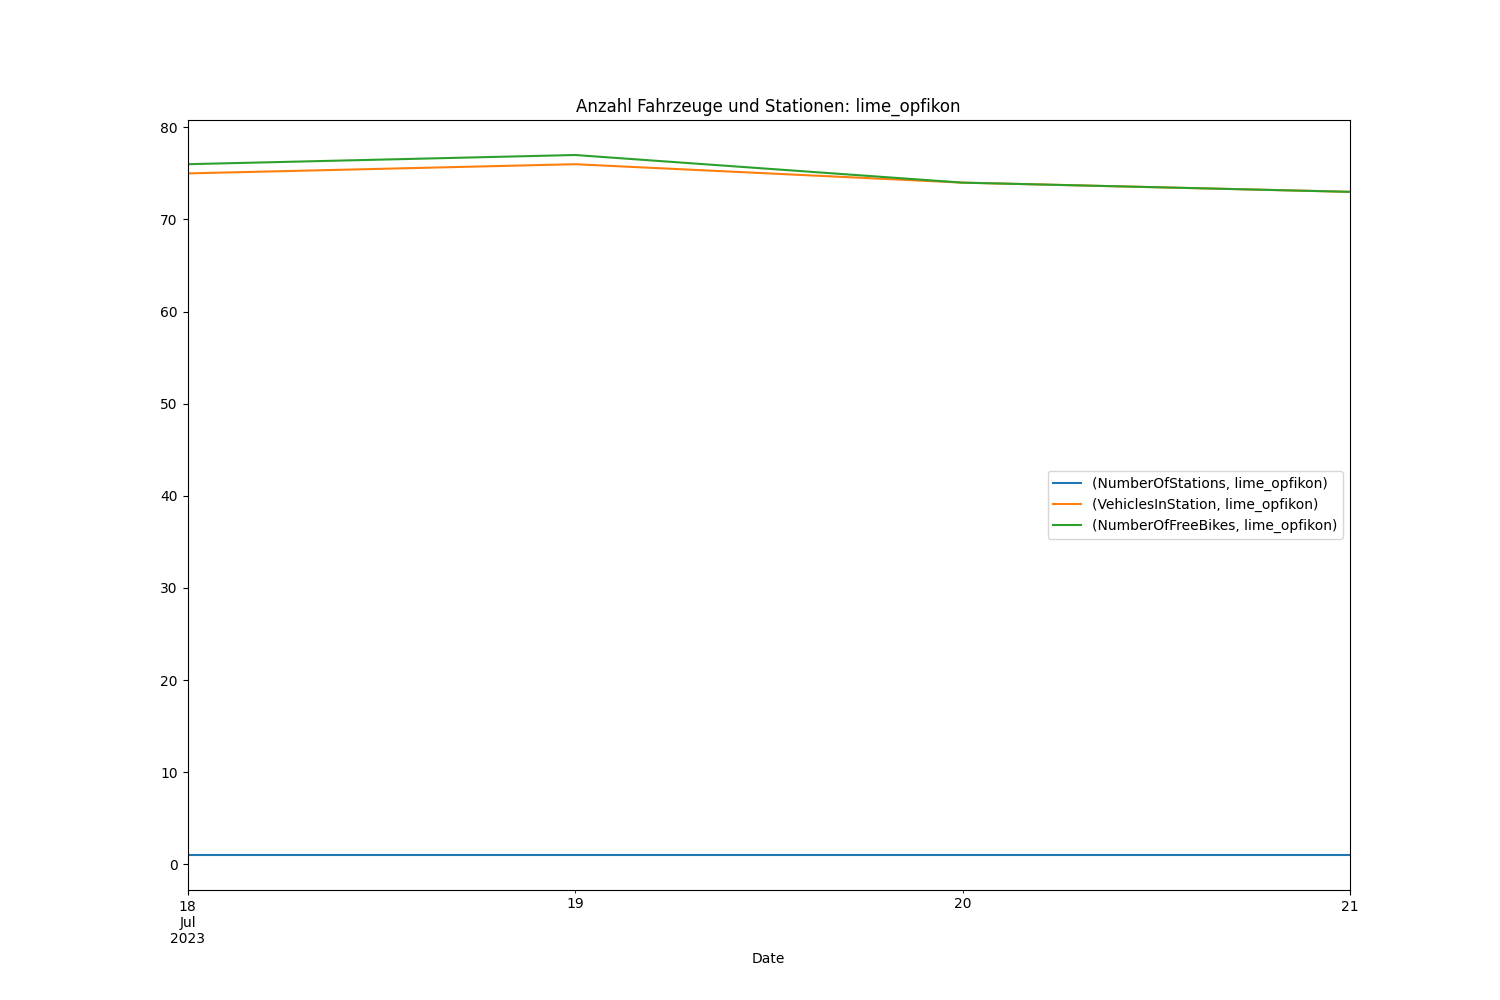 Anzahl Fahrzeuge und Stationen: lime_opfikon
80
70
60
50
40
30
20
10
0
(NumberOfStations, lime_opfikon)
(VehiclesInStation, lime_opfikon)
(NumberOfFreeBikes, lime_opfikon)
18
Jul
2023
19
20
21
Date